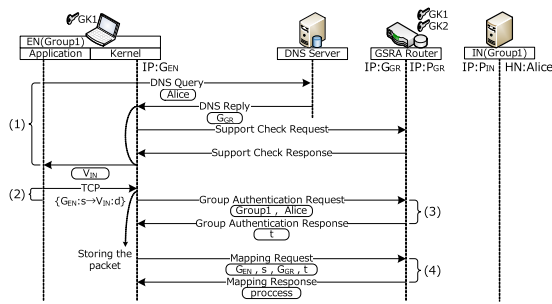 GK1
GK1
GK2
EN(Group1)
Application Kernel
DNS Server
GSRA Router
IN(Group1)
IP:GEN
IP:GGR IP:PGR
IP:PIN HN:Alice
DNS Query
Alice
DNS Reply
GGR
(1)
Support Check Request
Support Check Response
VIN
(2)
TCP
{GEN:s→VIN:d}
Group Authentication Request
Group1 , Alice
(3)
Group Authentication Response
t
Storing the
packet
Mapping Request
GEN , s , GGR , t
(4)
Mapping Response
proccess